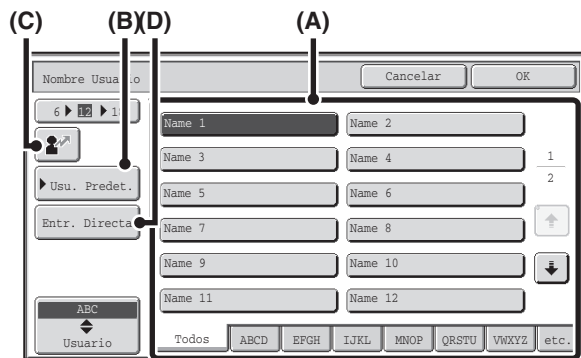 (C) (B)(D) (A)
Nombre Usuario Cancelar OK
6 12 18
Name 1 Name 2
Name 3 Name 4 1
Usu. Predet. 2
Name 5 Name 6
Entr. Directa
Name 7 Name 8
Name 9 Name 10
Name 11 Name 12
ABC
Usuario
Todos ABCD EFGH IJKL MNOP QRSTU VWXYZ etc.